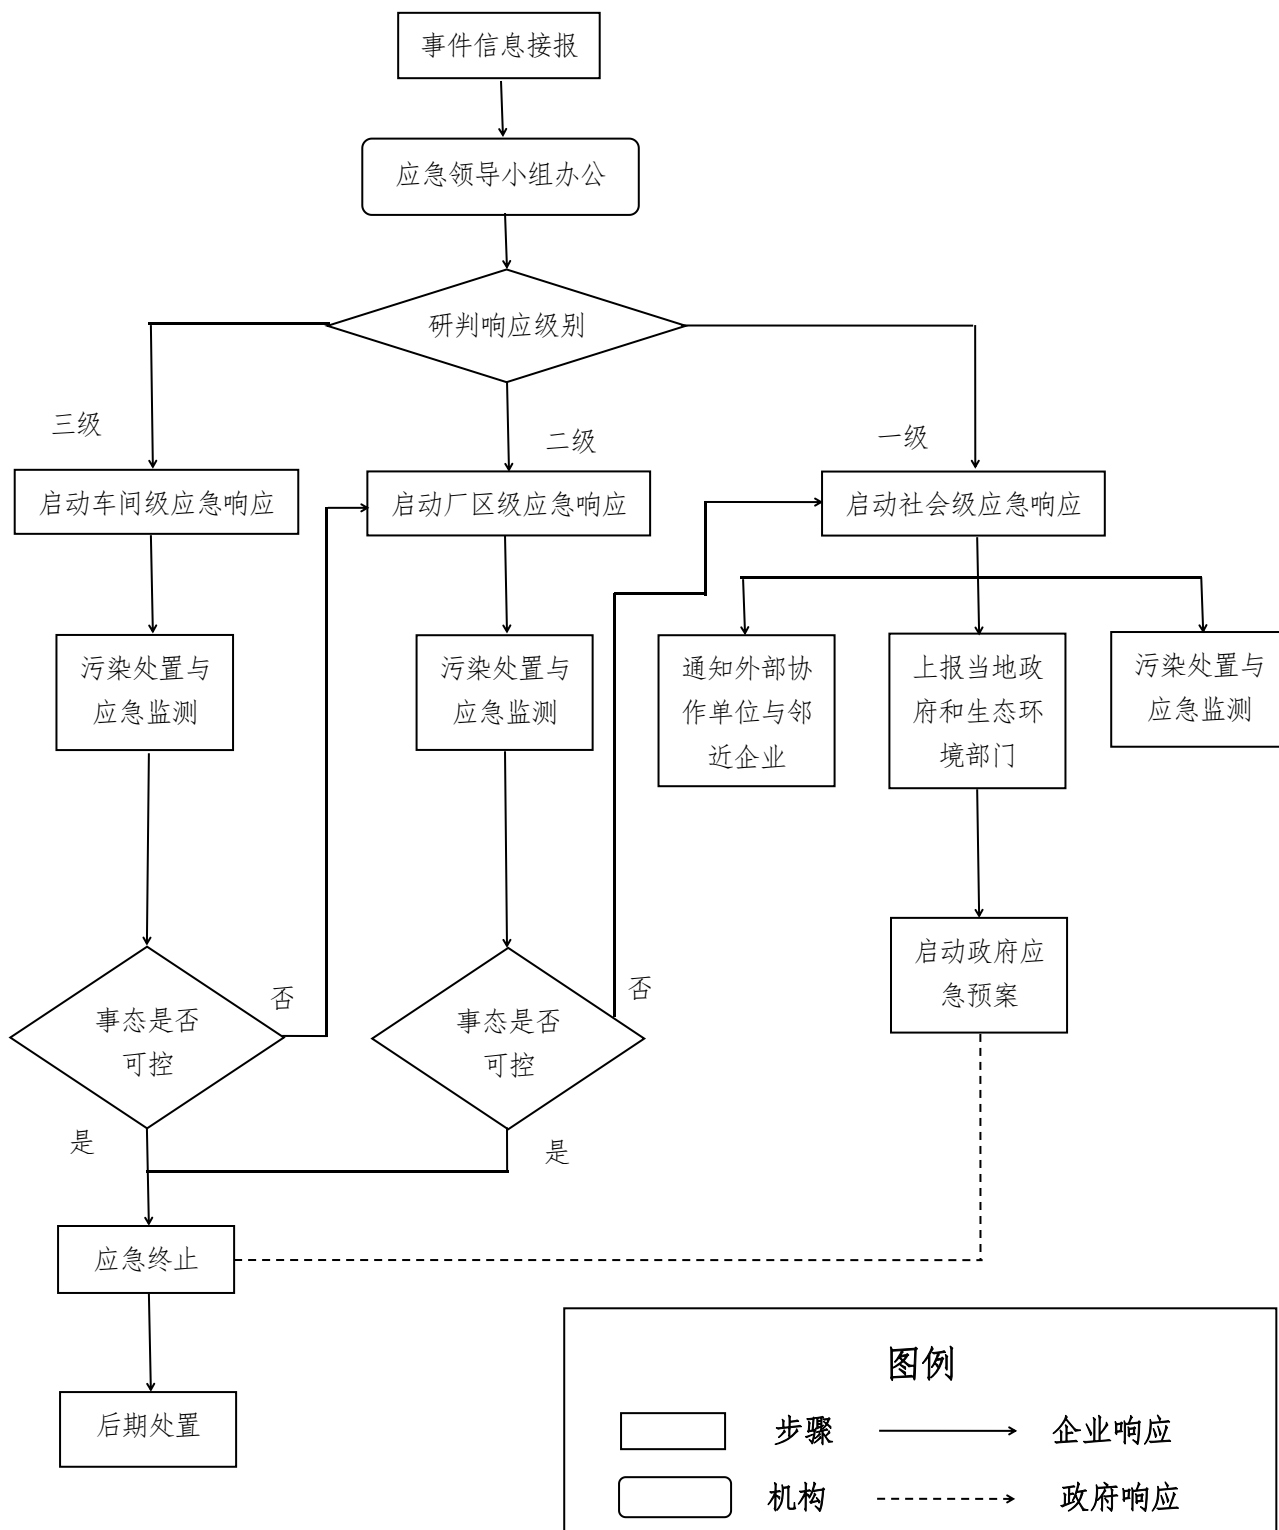 事件信息接报
应急领导小组办公
研判响应级别
三级
二级
一级
启动车间级应急响应
启动厂区级应急响应
启动社会级应急响应
污染处置与
应急监测
污染处置与
应急监测
通知外部协
作单位与邻
近企业
上报当地政
府和生态环
境部门
污染处置与
应急监测
启动政府应
急预案
事态是否
可控
否
是
事态是否
可控
否
是
应急终止
后期处置
图例
步骤
企业响应
机构
政府响应